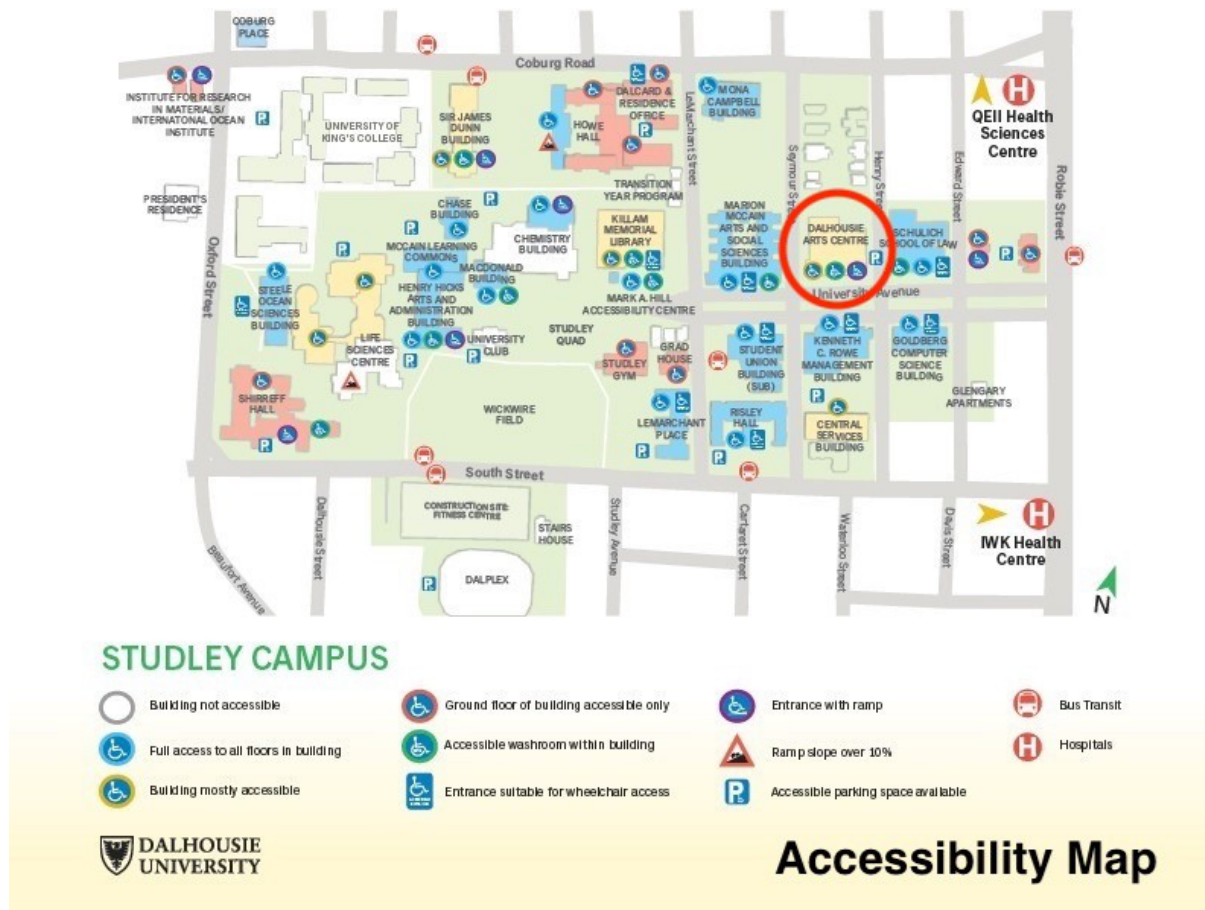 COBURG
PLACE
Coburg Road
INSTITUTE FOR RESEARCH
IN MATERIALS/
INTERNATIONAL OCEAN
INSTITUTE
UNIVERSITY OF
KING'S COLLEGE
SIR JAMES
DUNN
BUILDING
HOWE
HALL
DALCARD &
RESIDENCE
OFFICE
MONA
CAMPBELL
BUILDING
LeMarchant Street
Seymour Street
Henry Street
Edward Street
Robie Street
QEII Health
Sciences
Centre
PRESIDENT'S
RESIDENCE
Oxford Street
TRANSITION
YEAR PROGRAM
CHASE
BUILDING
CHEMISTRY
BUILDING
KILLAM
MEMORIAL
LIBRARY
MARION
MCCAIN
ARTS AND
SOCIAL
SCIENCES
BUILDING
DALHOUSIE
ARTS CENTRE
SCHULICH
SCHOOL OF LAW
MCCAIN LEARNING
COMMONS
MACDONALD
BUILDING
HENRY HICKS
ARTS AND
ADMINISTRATION
BUILDING
STEELE
OCEAN
SCIENCES
BUILDING
MARK A. HILL
ACCESSIBILITY CENTRE
University Avenue
LIFE
SCIENCES
CENTRE
UNIVERSITY
CLUB
STUDLEY
QUAD
STUDLEY
GYM
GRAD
HOUSE
STUDENT
UNION
BUILDING
(SUB)
KENNETH
C. ROWE
MANAGEMENT
BUILDING
GOLDBERG
COMPUTER
SCIENCE
BUILDING
GLENGARY
APARTMENTS
SHIRREFF
HALL
WICKWIRE
FIELD
LEMARCHANT
PLACE
RISLEY
HALL
CENTRAL
SERVICES
BUILDING
South Street
Beaufort Avenue
Dalhousie Street
CONSTRUCTION SITE:
FITNESS CENTRE
STAIRS
HOUSE
DALPLEX
Studley Avenue
Cartaret Street
Waterloo Street
Davis Street
H
H
IWK Health
Centre
N
STUDLEY CAMPUS
Building not accessible
Full access to all floors in building
Building mostly accessible
Ground floor of building accessible only
Accessible washroom within building
Entrance suitable for wheelchair access
Entrance with ramp
Ramp slope over 10%
P Accessible parking space available
Bus Transit
H Hospitals
DALHOUSIE
UNIVERSITY
Accessibility Map